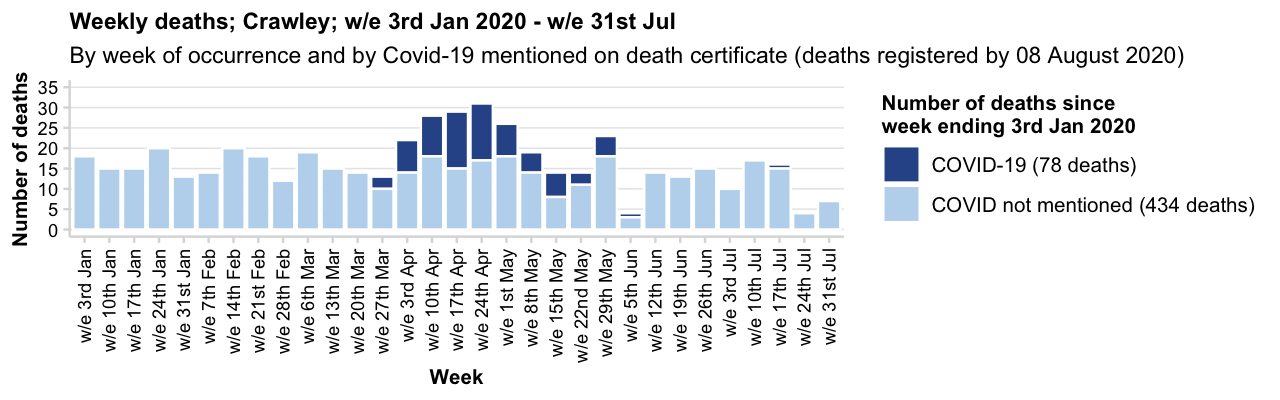 Weekly deaths; Crawley; w/e 3rd Jan 2020 - w/e 31st Jul
By week of occurrence and by Covid-19 mentioned on death certificate (deaths registered by 08 August 2020)
Number of deaths
35
30
25
20
15
10
5
0
w/e 3rd Jan
w/e 10th Jan
w/e 17th Jan
w/e 24th Jan
w/e 31st Jan
w/e 7th Feb
w/e 14th Feb
w/e 21st Feb
w/e 28th Feb
w/e 6th Mar
w/e 13th Mar
w/e 20th Mar
w/e 27th Mar
w/e 3rd Apr
w/e 10th Apr
w/e 17th Apr
w/e 24th Apr
w/e 1st May
w/e 8th May
w/e 15th May
w/e 22nd May
w/e 29th May
w/e 5th Jun
w/e 12th Jun
w/e 19th Jun
w/e 26th Jun
w/e 3rd Jul
w/e 10th Jul
w/e 17th Jul
w/e 24th Jul
w/e 31st Jul
Week
Number of deaths since
week ending 3rd Jan 2020
COVID-19 (78 deaths)
COVID not mentioned (434 deaths)